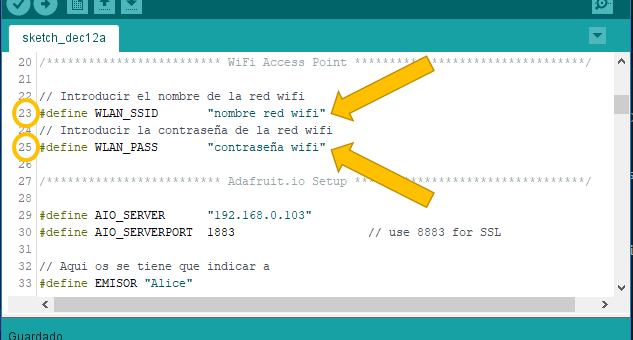 sketch_dec12a
20 /************************* WiFi Access Point *************************/
21
22 // Introducir el nombre de la red wifi
23 #define WLAN_SSID "nombre red wifi"
24 // Introducir la contraseña de la red wifi
25 #define WLAN_PASS "contraseña wifi"
26
27 /************************* Adafruit.io Setup *************************/
28
29 #define AIO_SERVER "192.168.0.103"
30 #define AIO_SERVERPORT 1883 // use 8883 for SSL
31
32 // Aqui os se tiene que indicar a
33 #define EMISOR "Alice"
Guardado